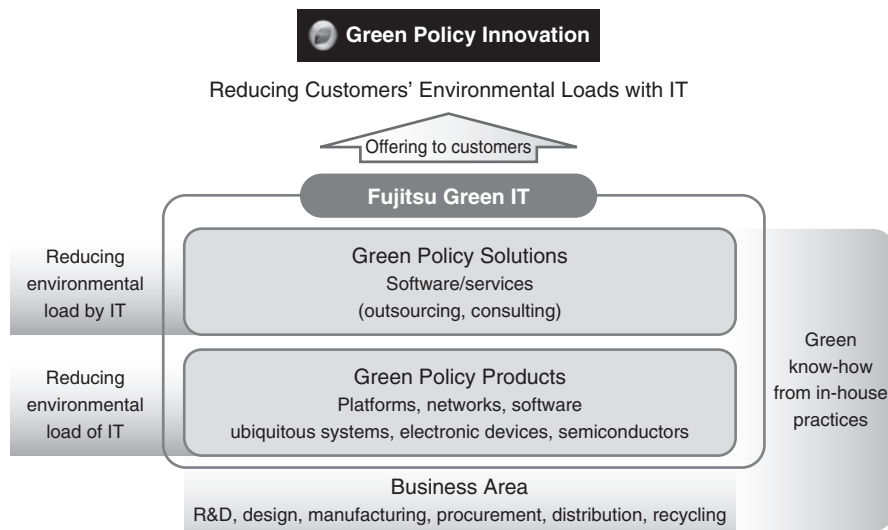 Green Policy Innovation
Reducing Customers’ Environmental Loads with IT
Offering to customers
Fujitsu Green IT
Reducing
environmental
load by IT
Green Policy Solutions
Software/services
(outsourcing, consulting)
Reducing
environmental
load of IT
Green Policy Products
Platforms, networks, software
ubiquitous systems, electronic devices, semiconductors
Green
know-how
from in-house
practices
Business Area
R&D, design, manufacturing, procurement, distribution, recycling